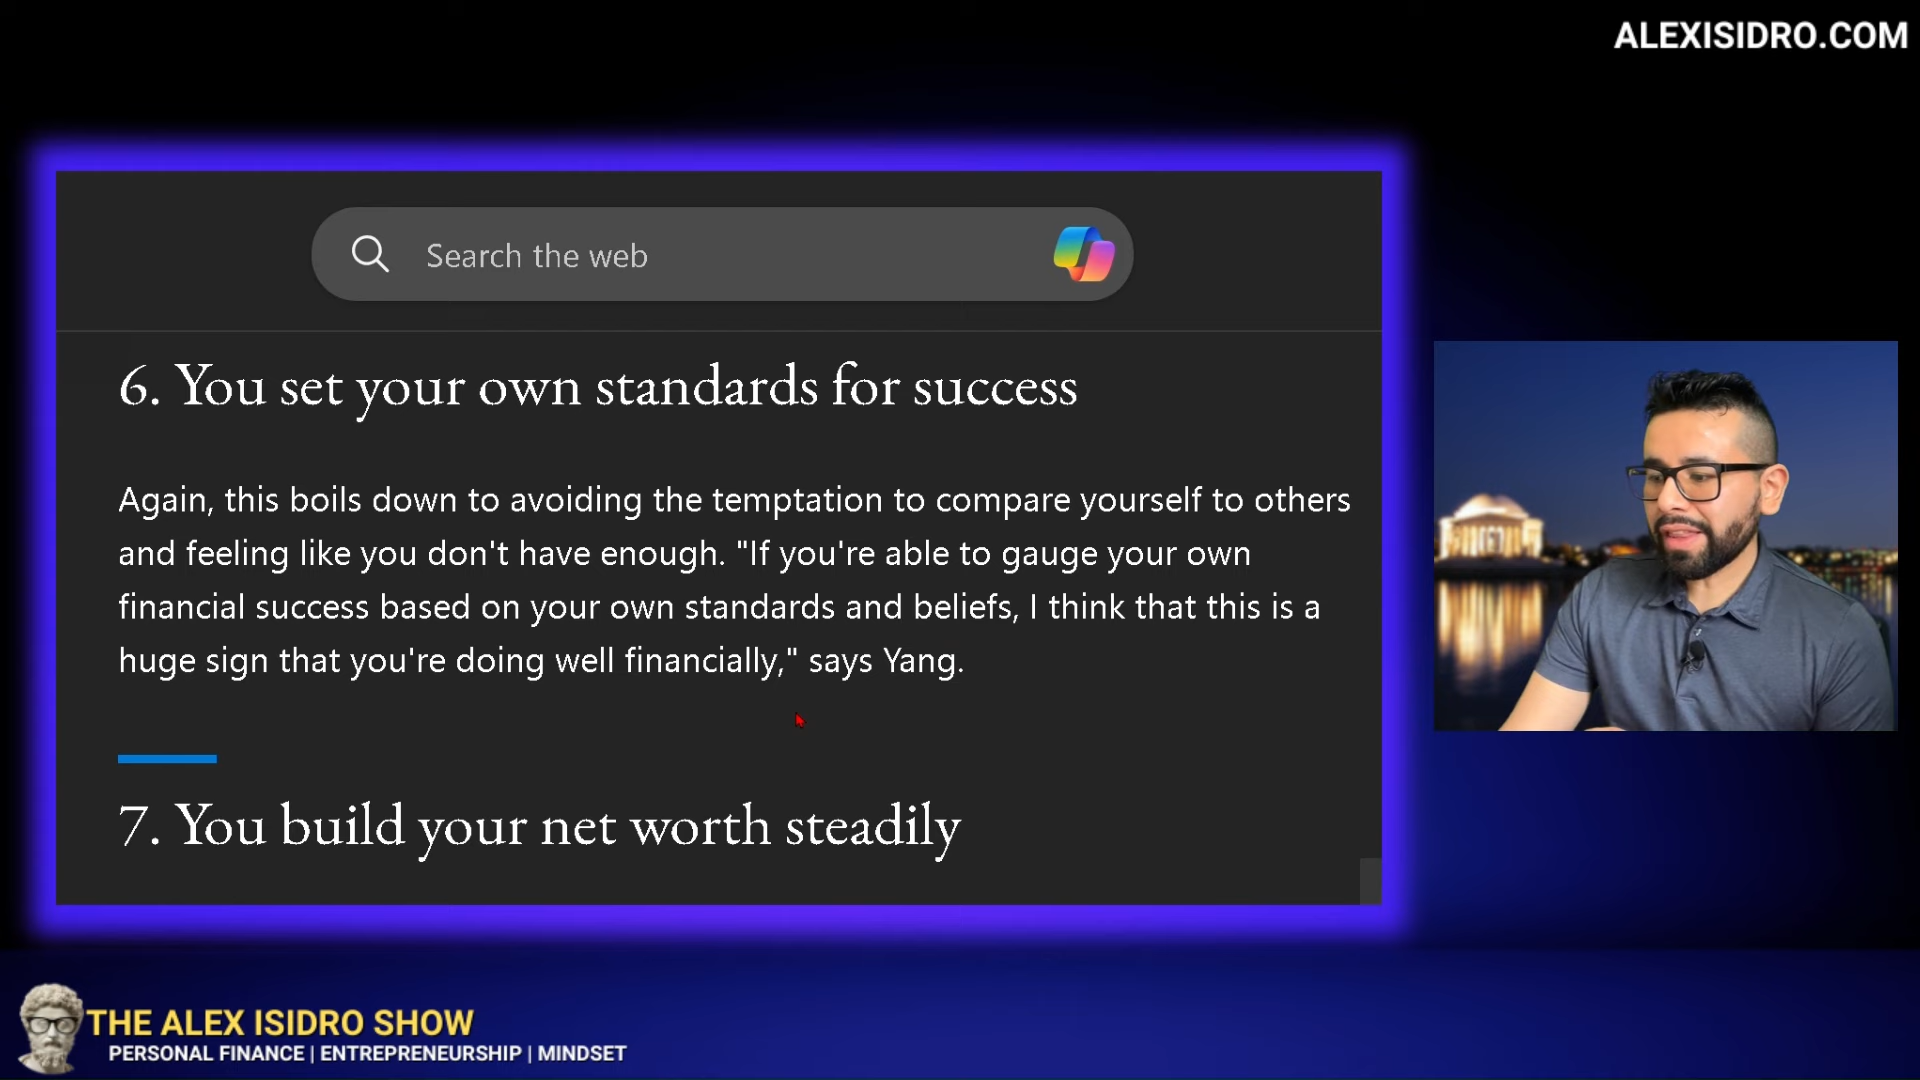 ALEXISIDRO.COM
Search the web
6. You set your own standards for success
Again, this boils down to avoiding the temptation to compare yourself to others
and feeling like you don't have enough. "If you're able to gauge your own
financial success based on your own standards and beliefs, I think that this is a
huge sign that you're doing well financially," says Yang.
7. You build your net worth steadily
THE ALEX ISIDRO SHOW
PERSONAL FINANCE | ENTREPRENEURSHIP | MINDSET